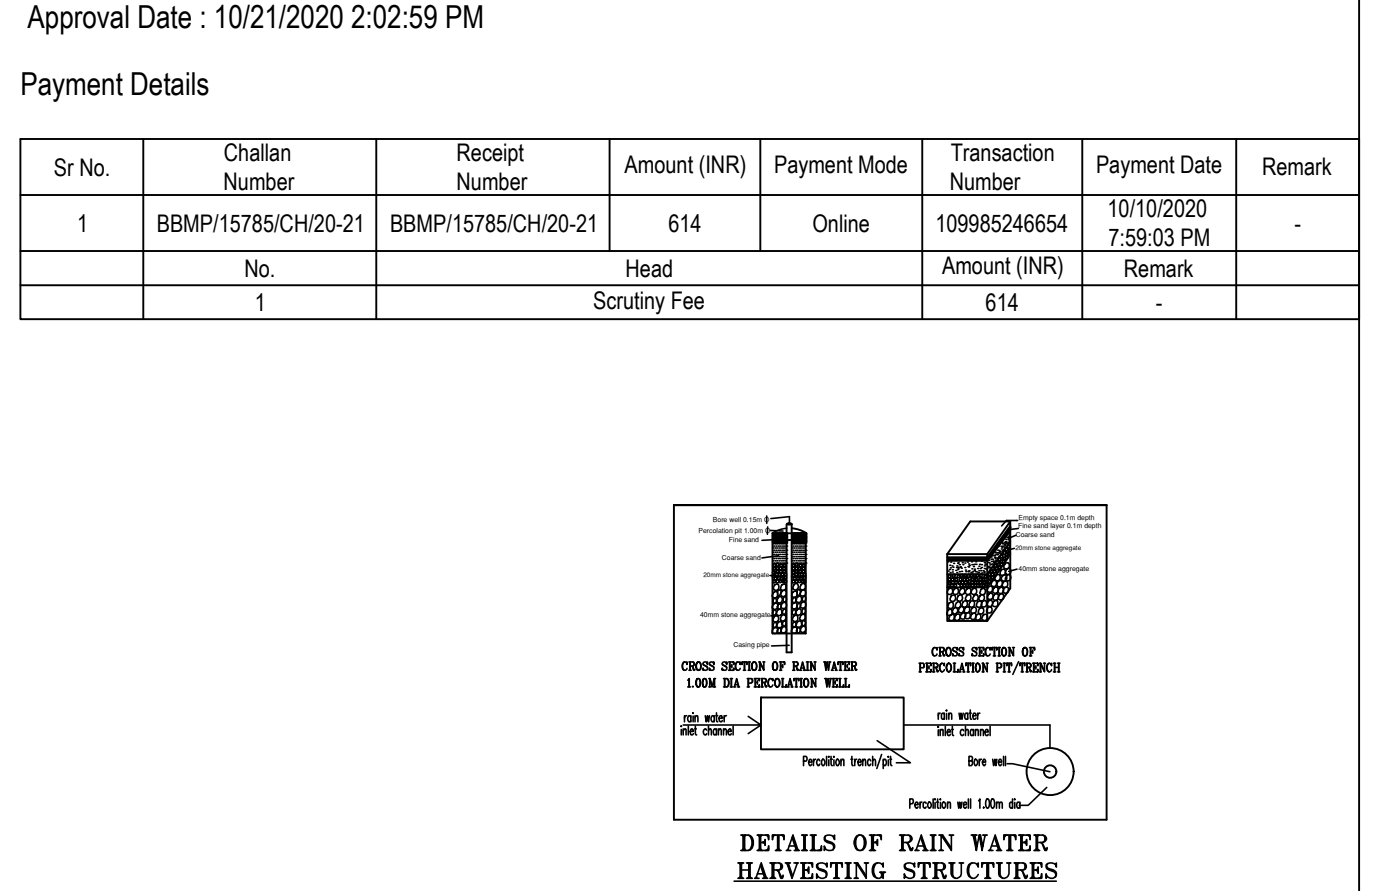 Approval Date : 10/21/2020 2:02:59 PM
Payment Details
Sr No. Challan Number Receipt Number Amount (INR) Payment Mode Transaction Number Payment Date Remark
1 BBMP/15785/CH/20-21 BBMP/15785/CH/20-21 614 Online 109985246654 10/10/2020 7:59:03 PM -
No. Head Amount (INR) Remark
1 Scrutiny Fee 614 -
Bore well 0.15m ϕ
Percolation pit 1.00m ϕ
Fine sand
Coarse sand
20mm stone aggregate
40mm stone aggregate
Casing pipe
CROSS SECTION OF RAIN WATER
1.00M DIA PERCOLATION WELL
Empty space 0.1m depth
Fine sand layer 0.1m depth
Coarse sand
20mm stone aggregate
40mm stone aggregate
CROSS SECTION OF
PERCOLATION PIT/TRENCH
rain water
inlet channel
Percolition trench/pit
rain water
inlet channel
Bore well
Percolition well 1.00m dia
DETAILS OF RAIN WATER
HARVESTING STRUCTURES